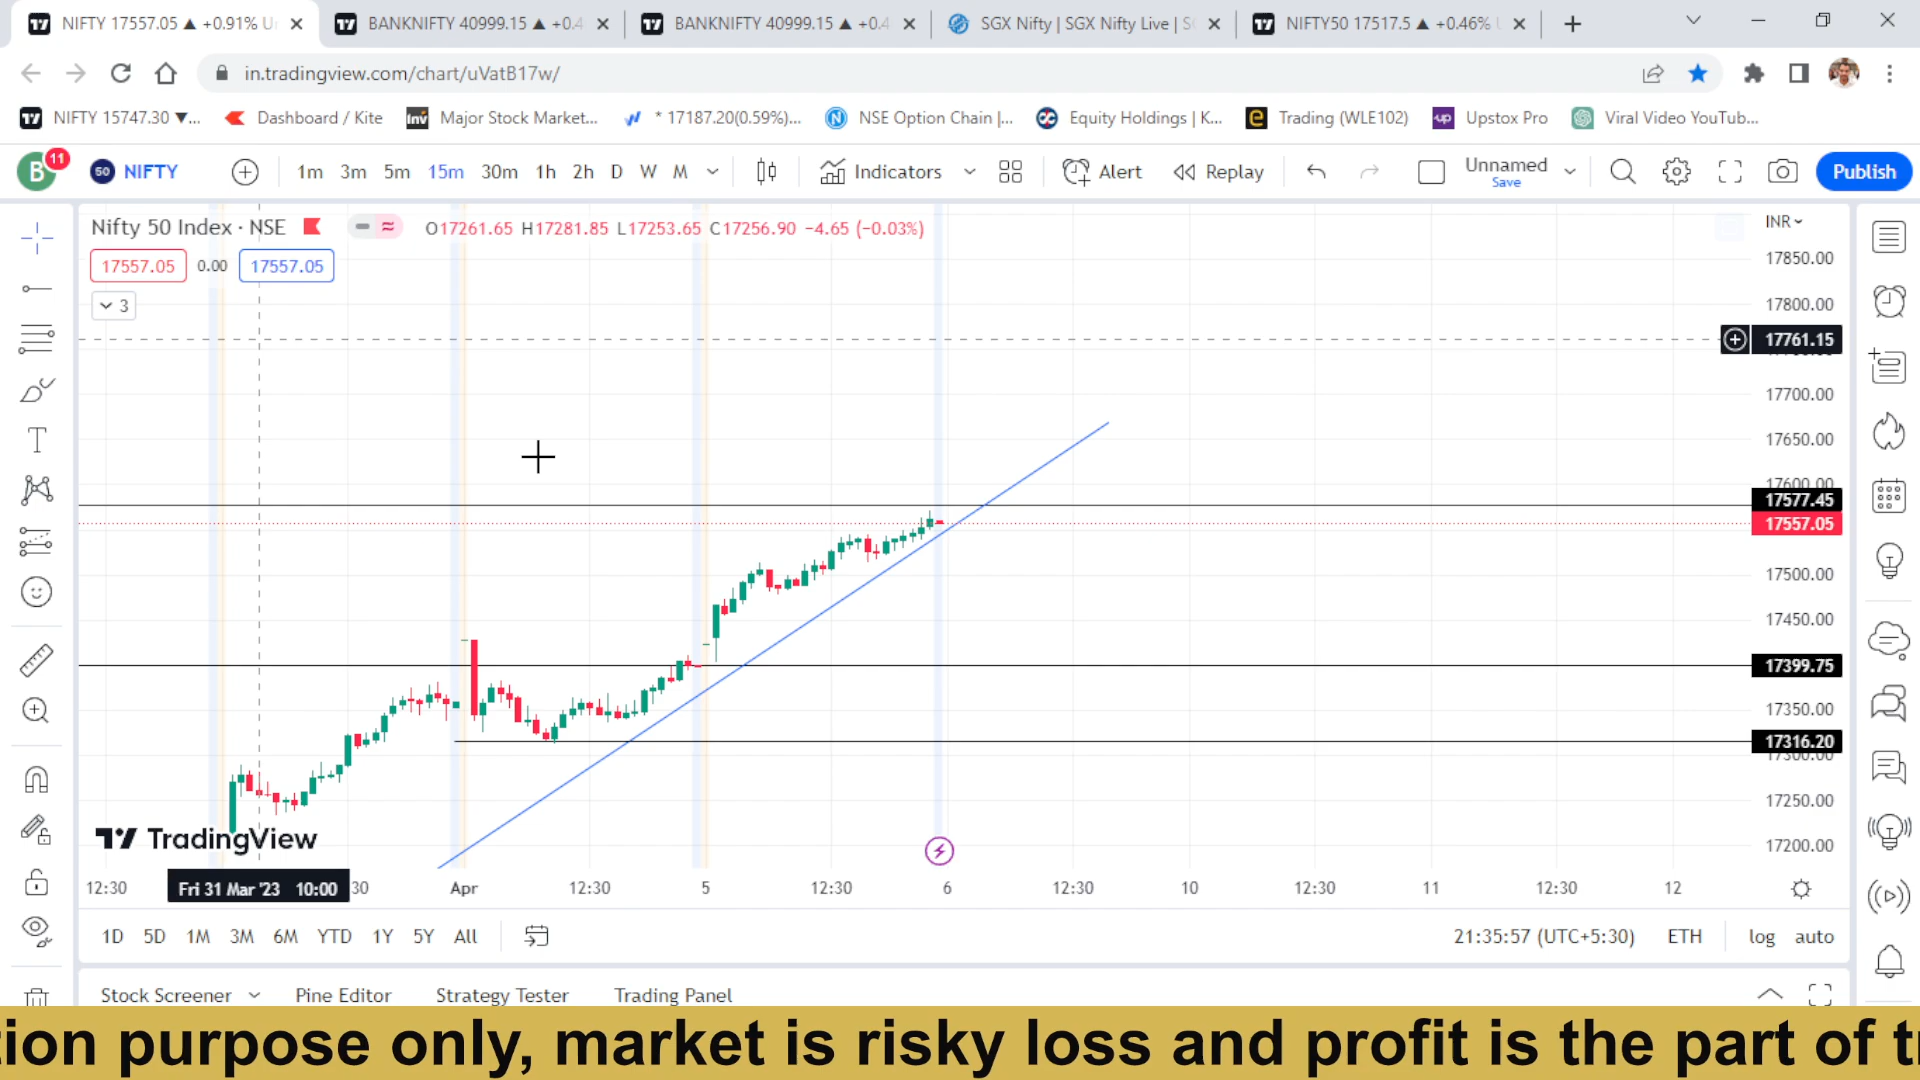 NIFTY 17557.05 ▲ +0.91%
BANKNIFTY 40999.15 ▲ +0.4
BANKNIFTY 40999.15 ▲ +0.4
SGX Nifty | SGX Nifty Live |
NIFTY50 17517.5 ▲ +0.46%
in.tradingview.com/chart/uVatB17w/
NIFTY 15747.30 ▼...
Dashboard / Kite
Inv Major Stock Market...
* 17187.20(0.59%)...
NSE Option Chain |...
Equity Holdings | K...
Trading (WLE102)
up Upstox Pro
Viral Video YouTub...
B 11
50 NIFTY
1m 3m 5m 15m 30m 1h 2h D W M
Indicators
Alert
Replay
Unnamed
Save
Publish
Nifty 50 Index · NSE
O17261.65 H17281.85 L17253.65 C17256.90 −4.65 (−0.03%)
INR
17557.05 0.00 17557.05
3
17850.00
17800.00
17761.15
17700.00
17650.00
17600.00
17577.45
17557.05
17500.00
17450.00
17399.75
17350.00
17316.20
17300.00
17250.00
17200.00
TradingView
12:30 Fri 31 Mar '23 10:00 30 Apr 12:30 5 12:30 6 12:30 10 12:30 11 12:30 12
1D 5D 1M 3M 6M YTD 1Y 5Y All
21:35:57 (UTC+5:30) ETH log auto
Stock Screener Pine Editor Strategy Tester Trading Panel
tion purpose only, market is risky loss and profit is the part of